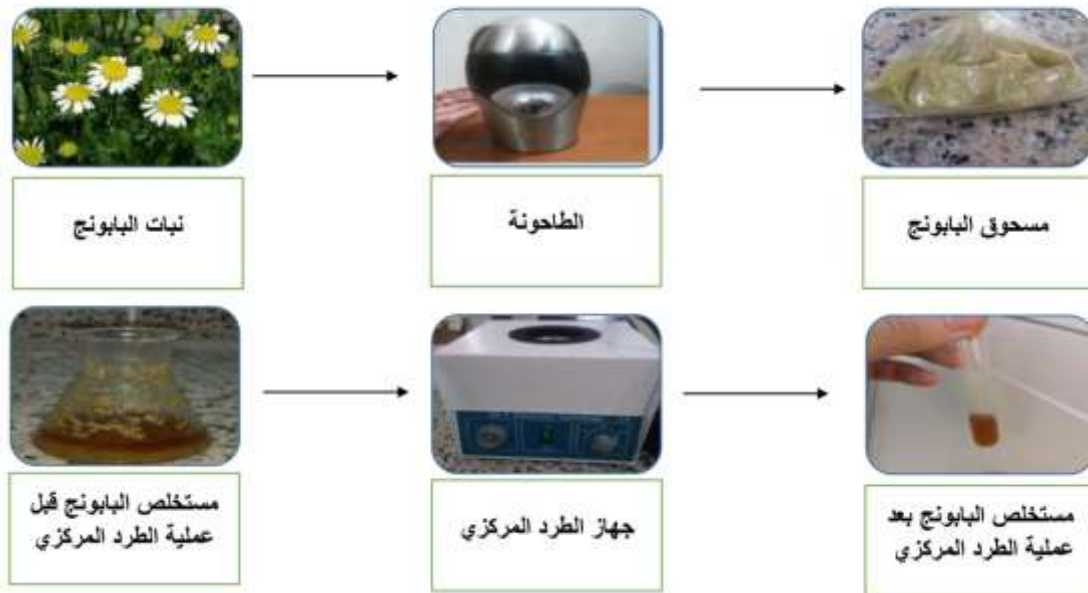 نبات البابونج
الطاحونة
مسحوق البابونج
مستخلص البابونج قبل
عملية الطرد المركزي
جهاز الطرد المركزي
مستخلص البابونج بعد
عملية الطرد المركزي